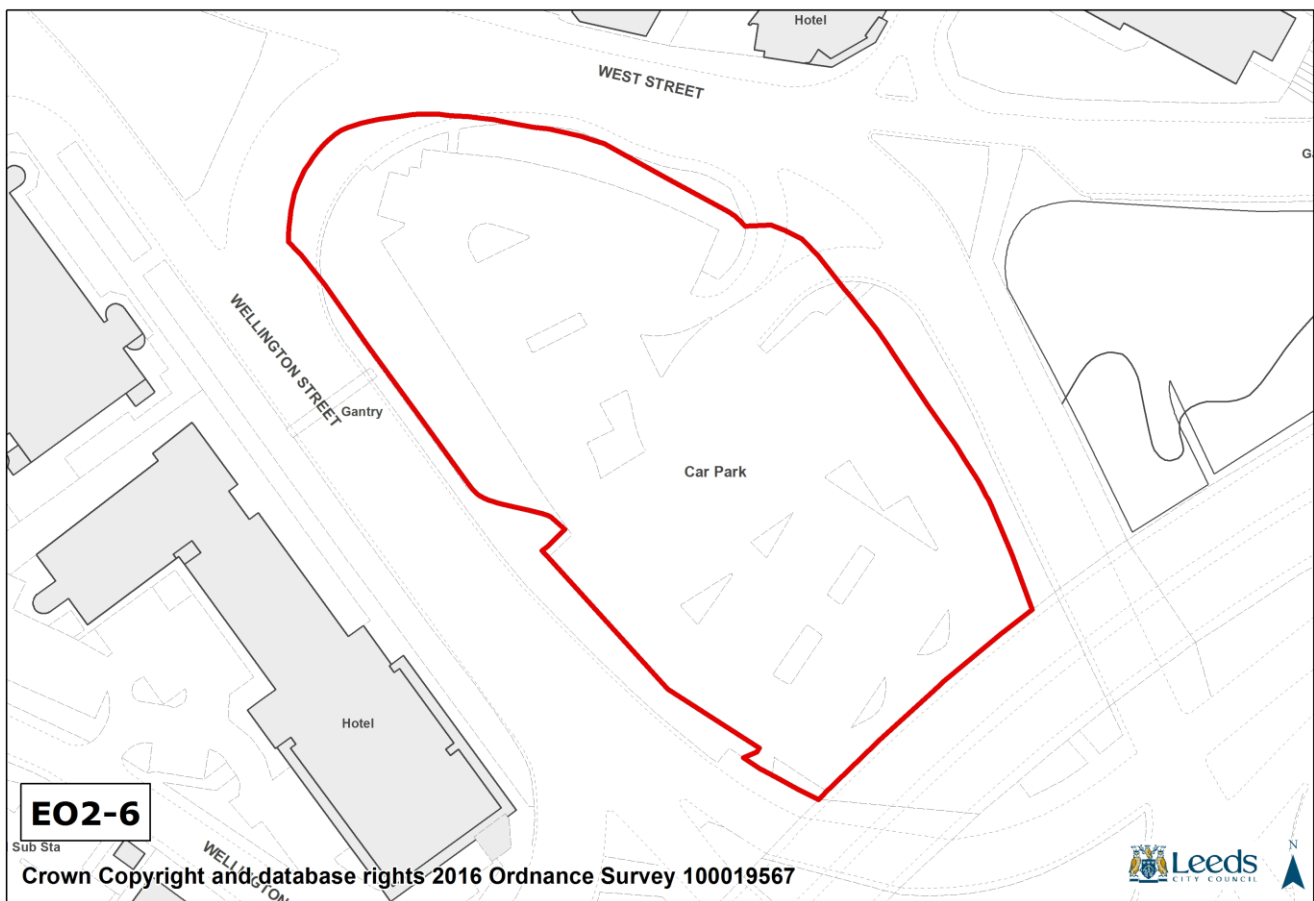 Hotel
WEST STREET
G
WELLINGTON STREET
Gantry
Car Park
Hotel
EO2-6
Sub Sta
WELLINGTON
Crown Copyright and database rights 2016 Ordnance Survey 100019567
Leeds
CITY COUNCIL
N